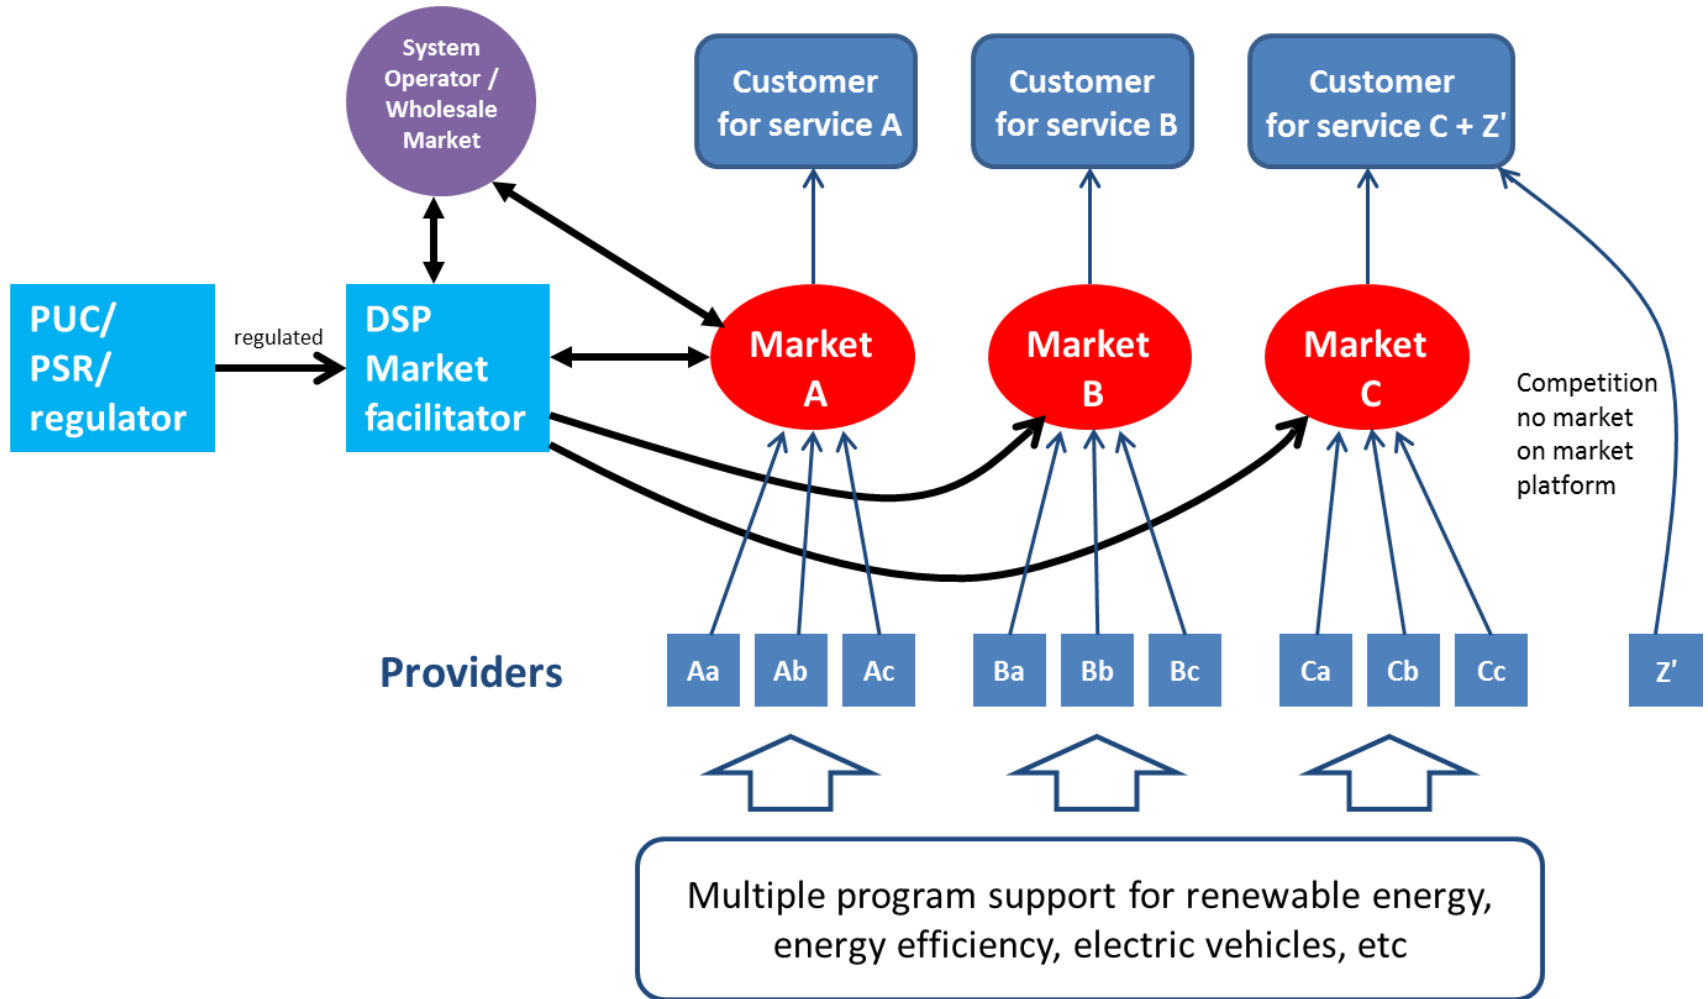 System
Operator /
Wholesale
Market
Customer
for service A
Customer
for service B
Customer
for service C + Z'
PUC/
PSR/
regulator
regulated
DSP
Market
facilitator
Market
A
Market
B
Market
C
Competition
no market
on market
platform
Providers
Aa
Ab
Ac
Ba
Bb
Bc
Ca
Cb
Cc
Z'
Multiple program support for renewable energy,
energy efficiency, electric vehicles, etc